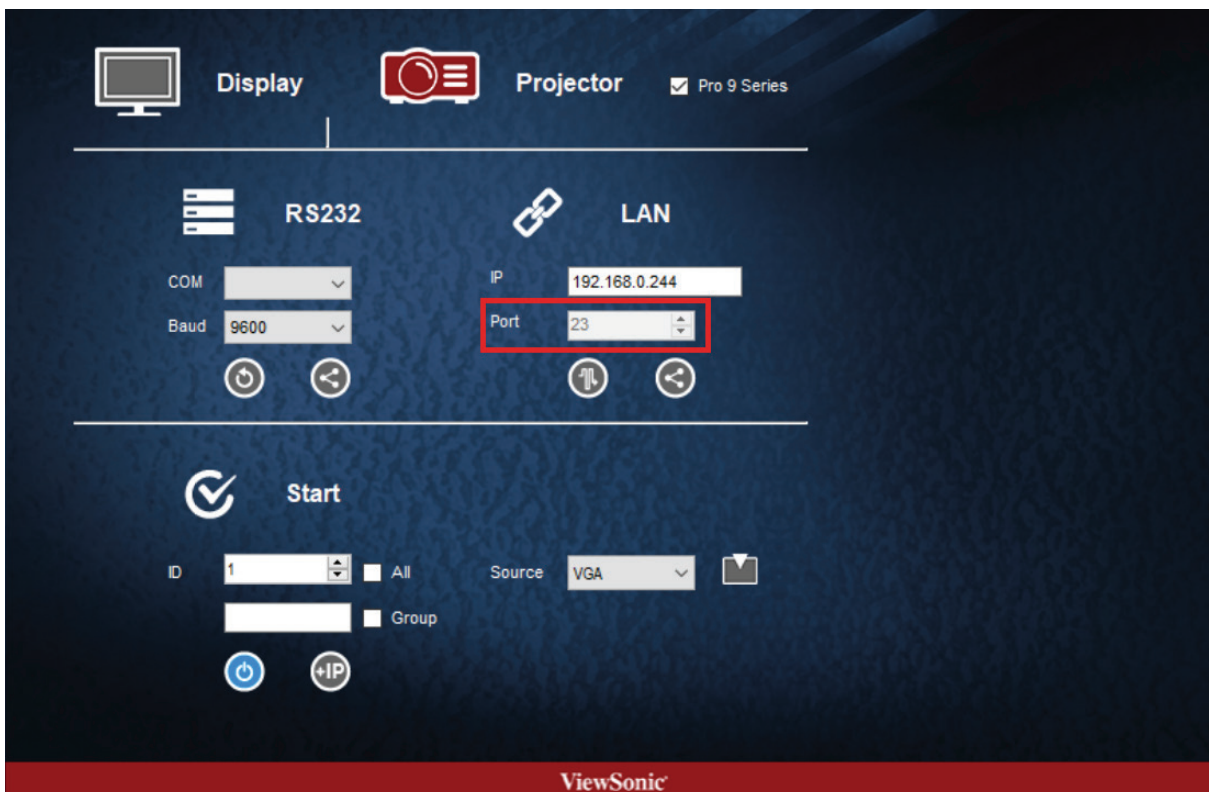 Display Projector Pro 9 Series
RS232 LAN
COM IP 192.168.0.244
Baud 9600 Port 23
Start
ID 1 All Source VGA
Group
+IP
ViewSonic